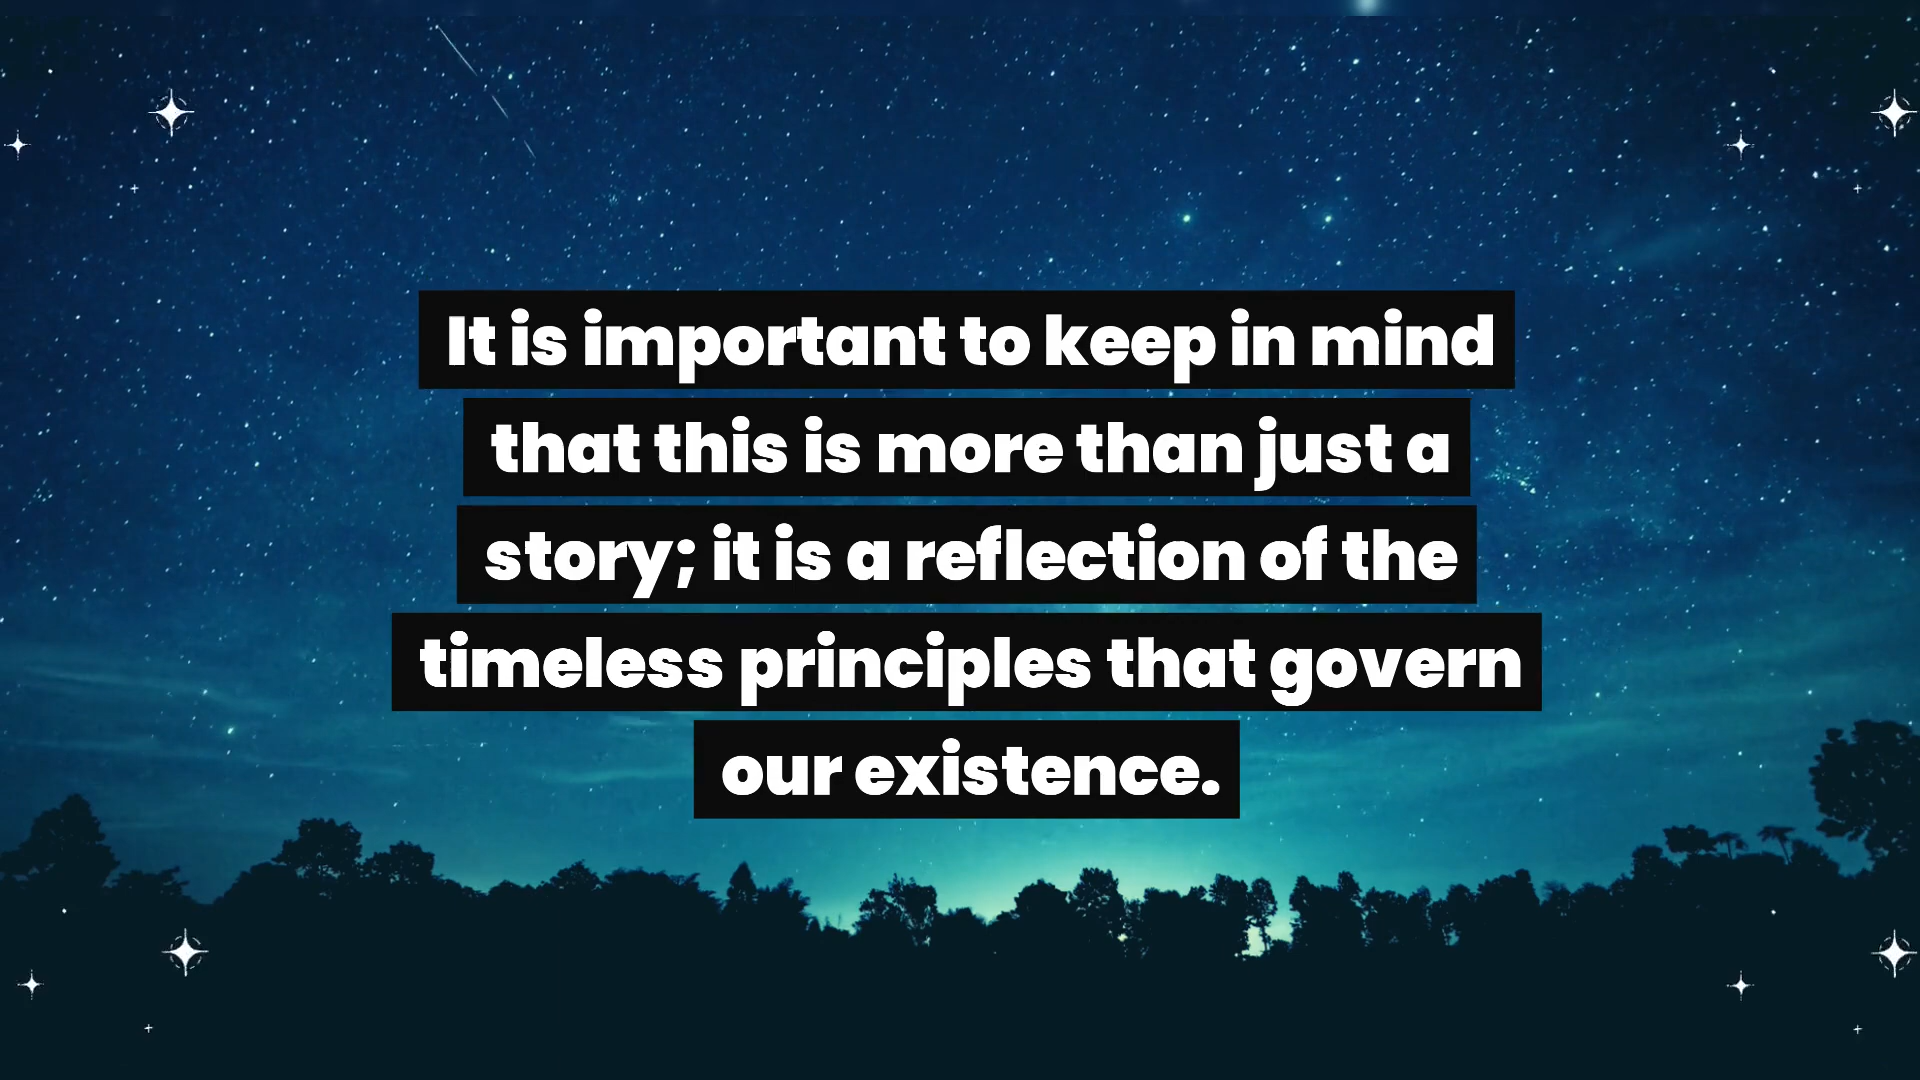 It is important to keep in mind
that this is more than just a
story; it is a reflection of the
timeless principles that govern
our existence.